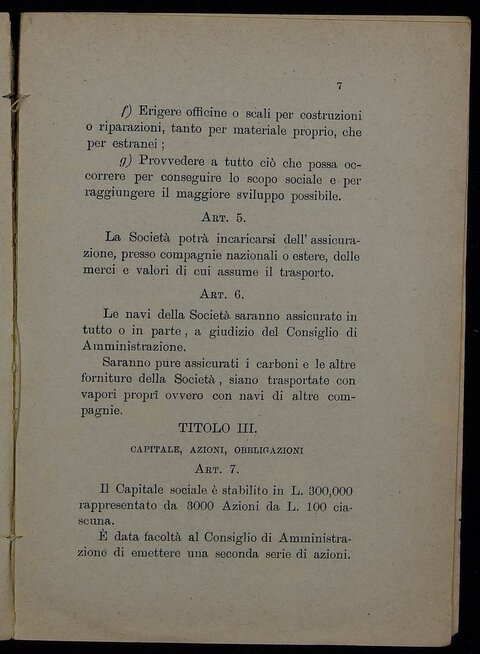 7
f) Erigere officine o scali per costruzioni
o riparazioni, tanto per materiale proprio, che
per estranei;
g) Provvedere a tutto ciò che possa oc-
correre per conseguire lo scopo sociale e per
raggiungere il maggiore sviluppo possibile.
ART. 5.
La Società potrà incaricarsi dell'assicura-
zione, presso compagnie nazionali o estere, delle
merci e valori di cui assume il trasporto.
ART. 6.
Le navi della Società saranno assicurate in
tutto o in parte, a giudizio del Consiglio di
Amministrazione.
Saranno pure assicurati i carboni e le altre
forniture della Società, siano trasportate con
vapori proprî ovvero con navi di altre com-
pagnie.
TITOLO III.
CAPITALE, AZIONI, OBBLIGAZIONI
ART. 7.
Il Capitale sociale è stabilito in L. 300,000
rappresentato da 3000 Azioni da L. 100 cia-
scuna.
È data facoltà al Consiglio di Amministra-
zione di emettere una seconda serie di azioni.